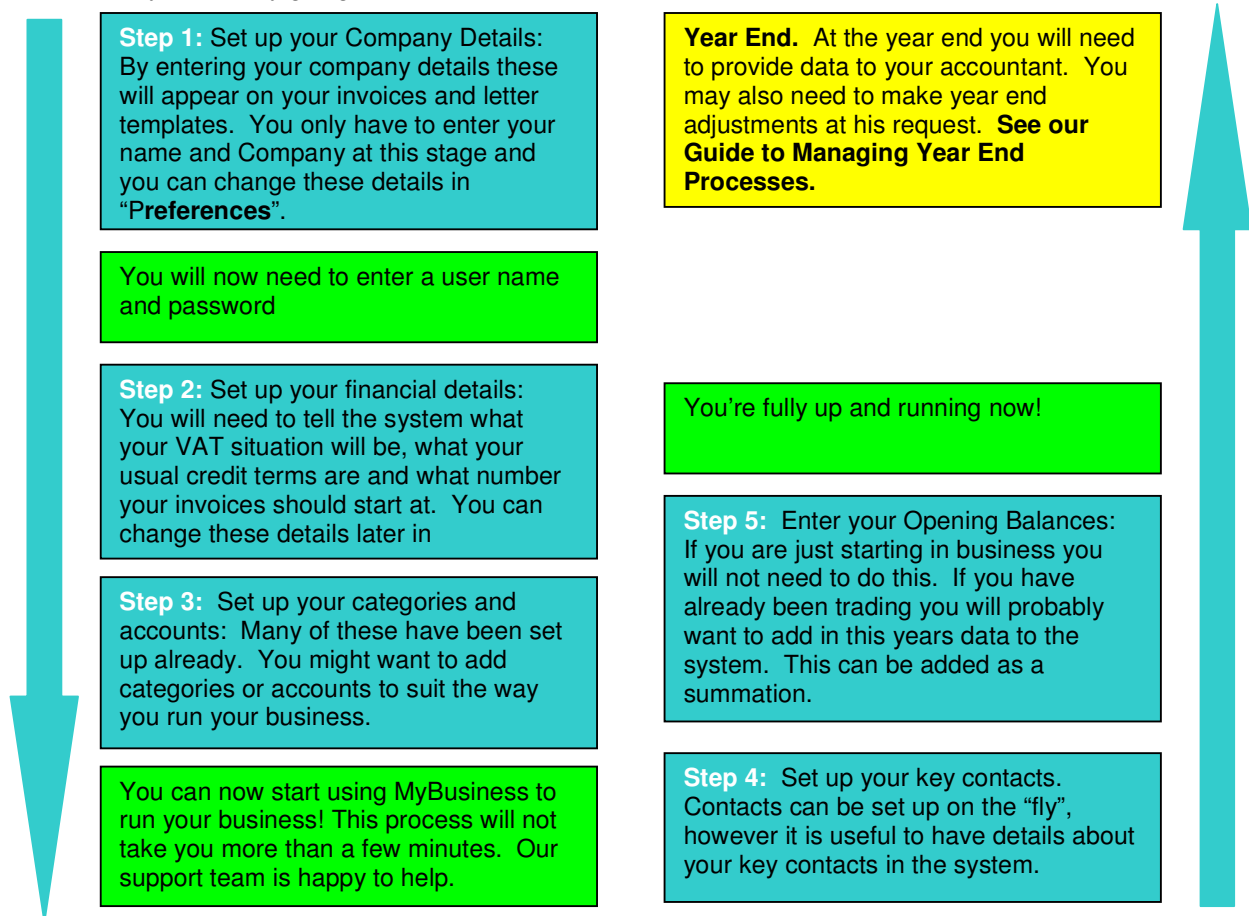 Step 1: Set up your Company Details:
By entering your company details these
will appear on your invoices and letter
templates.  You only have to enter your
name and Company at this stage and
you can change these details in
“Preferences”.
You will now need to enter a user name
and password
Step 2: Set up your financial details:
You will need to tell the system what
your VAT situation will be, what your
usual credit terms are and what number
your invoices should start at.  You can
change these details later in
Step 3:  Set up your categories and
accounts:  Many of these have been set
up already.  You might want to add
categories or accounts to suit the way
you run your business.
You can now start using MyBusiness to
run your business! This process will not
take you more than a few minutes.  Our
support team is happy to help.
Step 4:  Set up your key contacts.
Contacts can be set up on the “fly”,
however it is useful to have details about
your key contacts in the system.
Step 5:  Enter your Opening Balances:
If you are just starting in business you
will not need to do this.  If you have
already been trading you will probably
want to add in this years data to the
system.  This can be added as a
summation.
You’re fully up and running now!
Year End.  At the year end you will need
to provide data to your accountant.  You
may also need to make year end
adjustments at his request.  See our
Guide to Managing Year End
Processes.